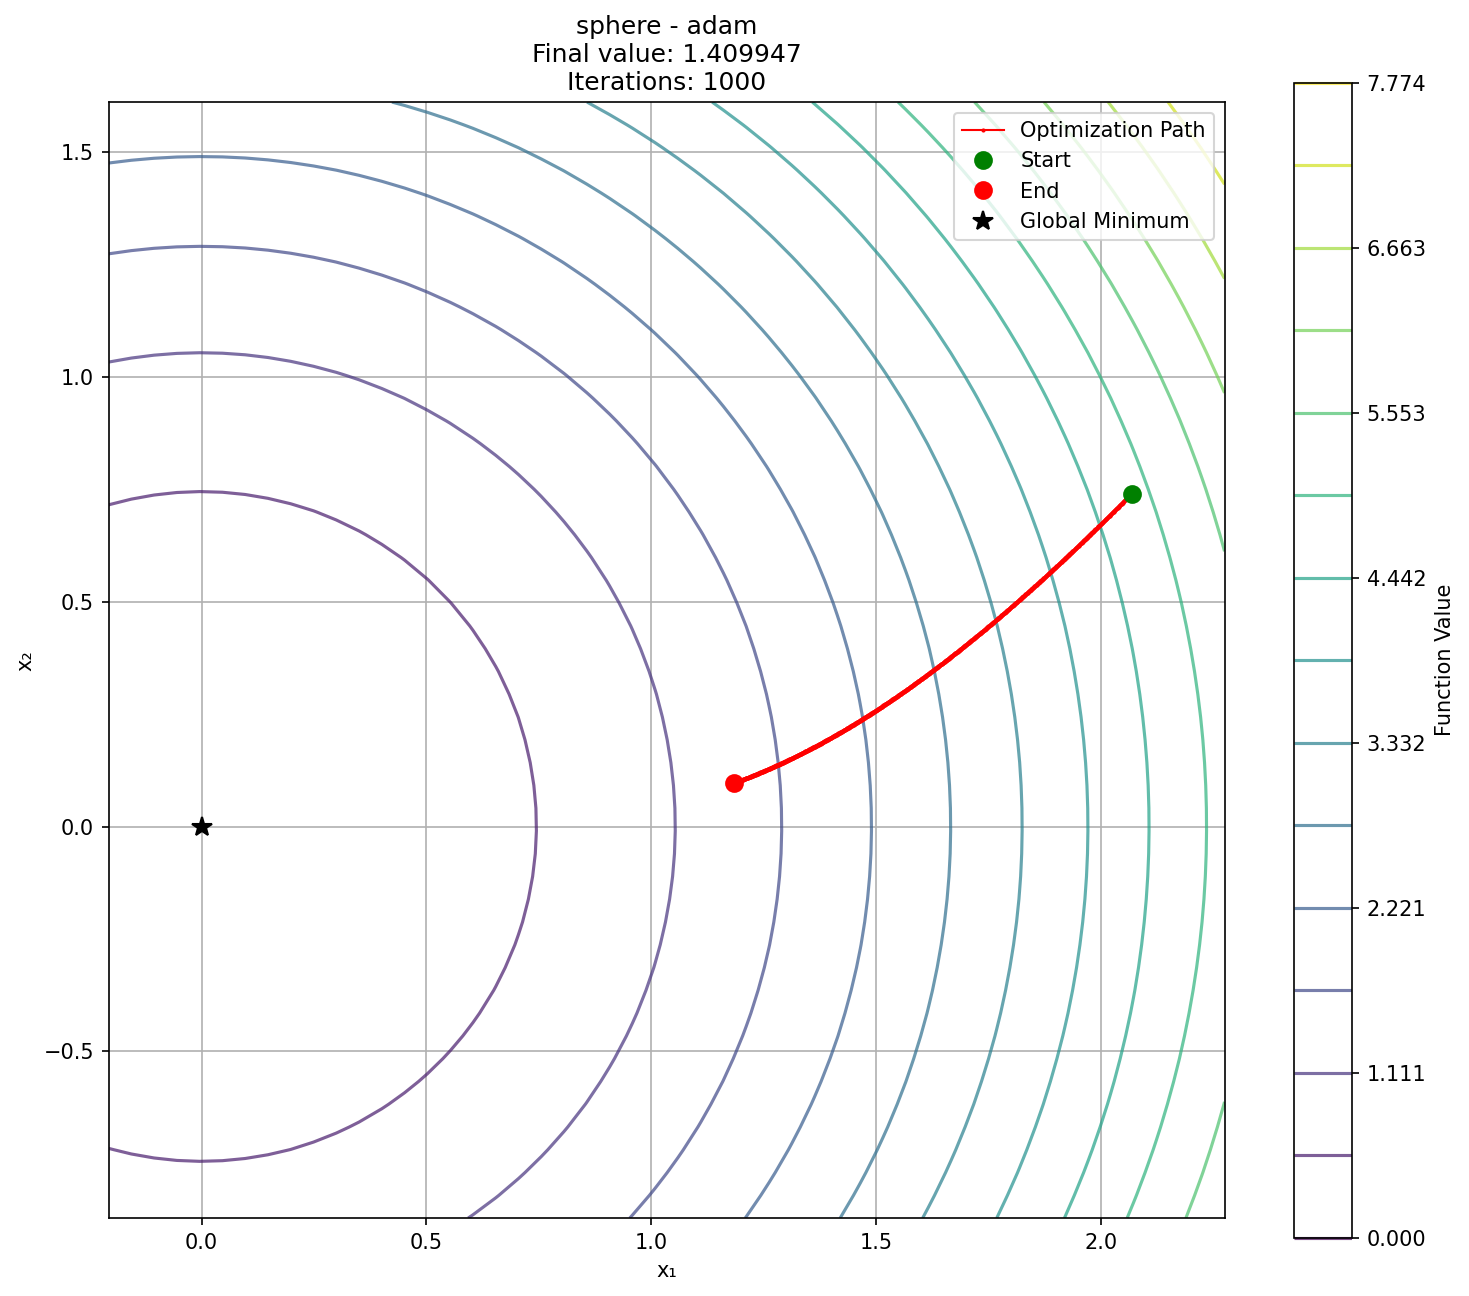 sphere - adam
Final value: 1.409947
Iterations: 1000
Optimization Path
Start
End
Global Minimum
1.5
1.0
0.5
0.0
−0.5
x₂
0.0
0.5
1.0
1.5
2.0
x₁
7.774
6.663
5.553
4.442
3.332
2.221
1.111
0.000
Function Value